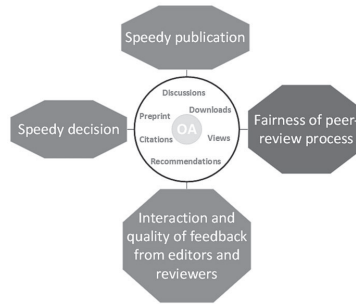 Speedy publication
Discussions
Downloads
Preprint
OA
Citations
Views
Recommendations
Speedy decision
Fairness of peer-
review process
Interaction and
quality of feedback
from editors and
reviewers